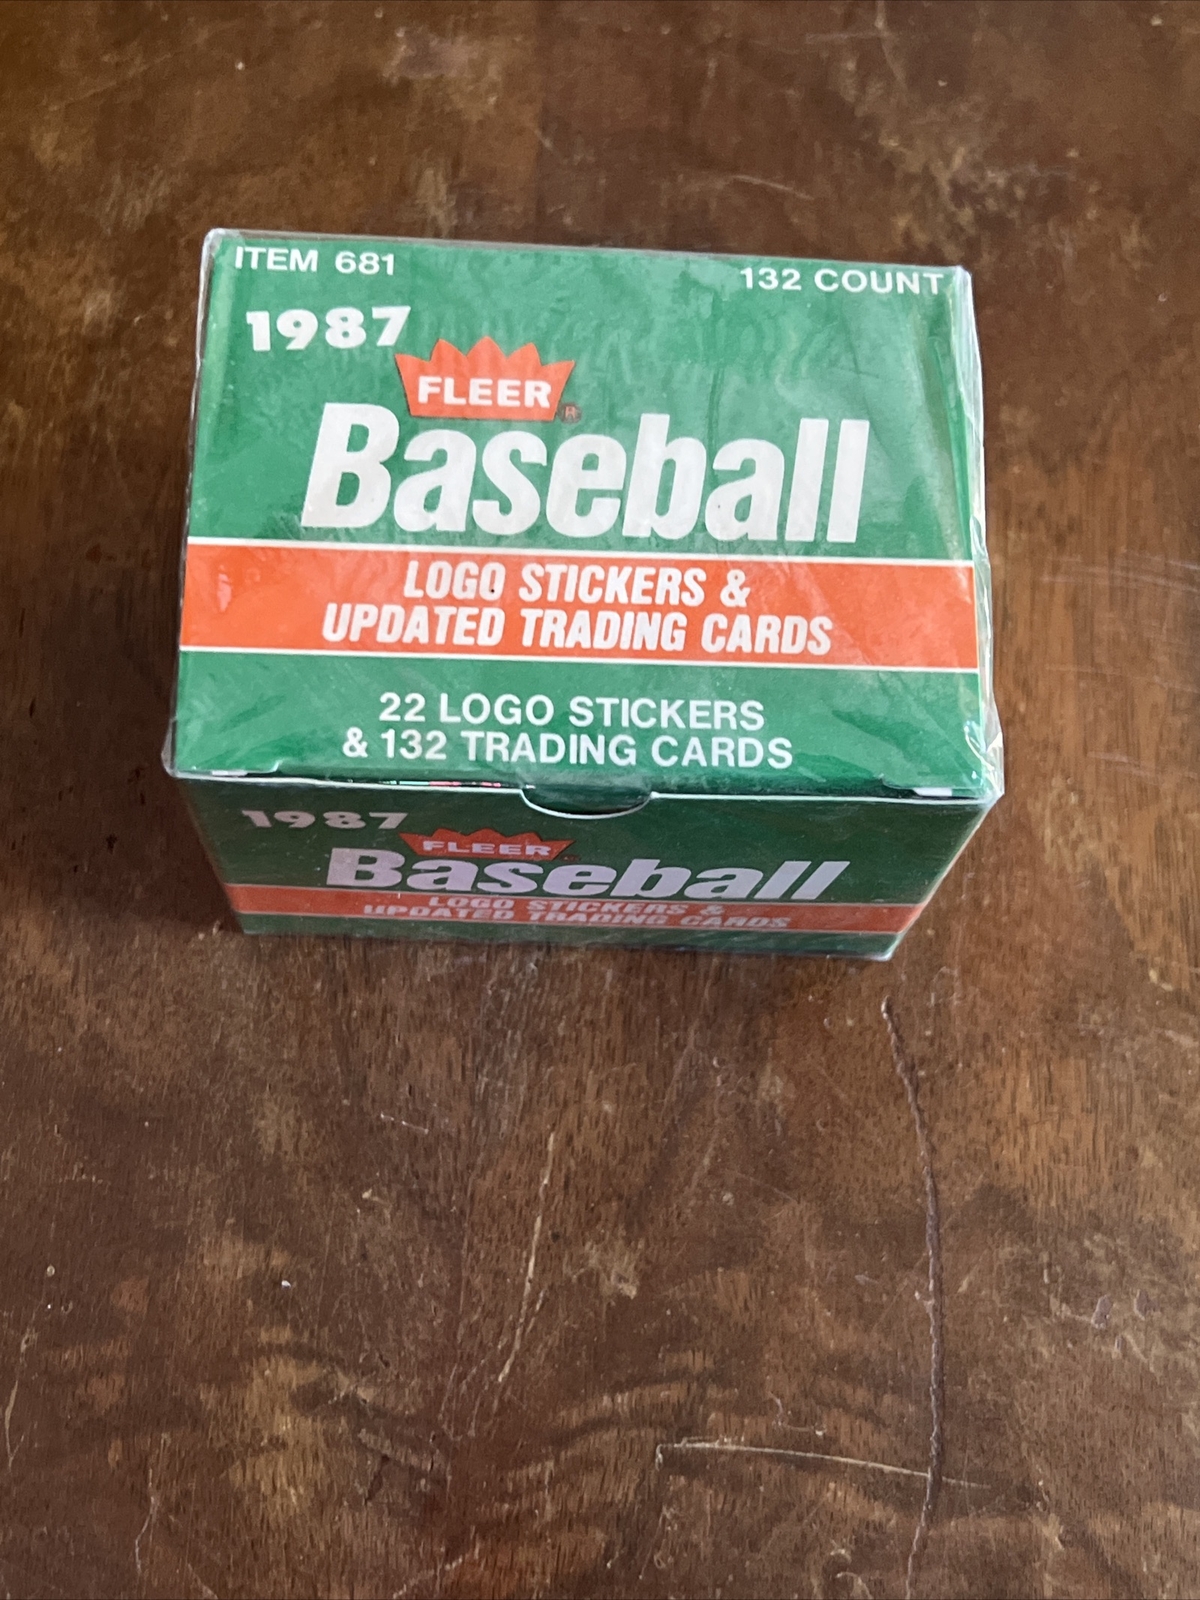 ITEM 681
132 COUNT
1987
FLEER ®
Baseball
LOGO STICKERS &
UPDATED TRADING CARDS
22 LOGO STICKERS
& 132 TRADING CARDS
1987
FLEER
Baseball
LOGO STICKERS &
UPDATED TRADING CARDS